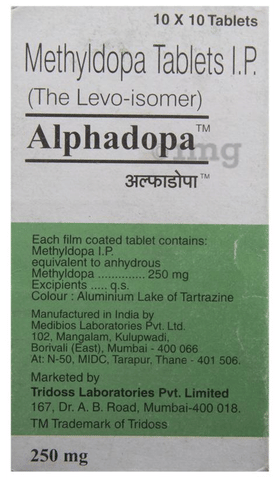 10 X 10 Tablets
Methyldopa Tablets I.P.
(The Levo-isomer)
Alphadopa™
अल्फाडोपा™
Each film coated tablet contains:
Methyldopa I.P.
equivalent to anhydrous
Methyldopa .............. 250 mg
Excipients ..... q.s.
Colour : Aluminium Lake of Tartrazine
Manufactured in India by
Medibios Laboratories Pvt. Ltd.
102, Mangalam, Kulupwadi,
Borivali (East), Mumbai - 400 066
At: N-50, MIDC, Tarapur, Thane - 401 506.
Marketed by
Tridoss Laboratories Pvt. Limited
167, Dr. A. B. Road, Mumbai-400 018.
TM Trademark of Tridoss
250 mg